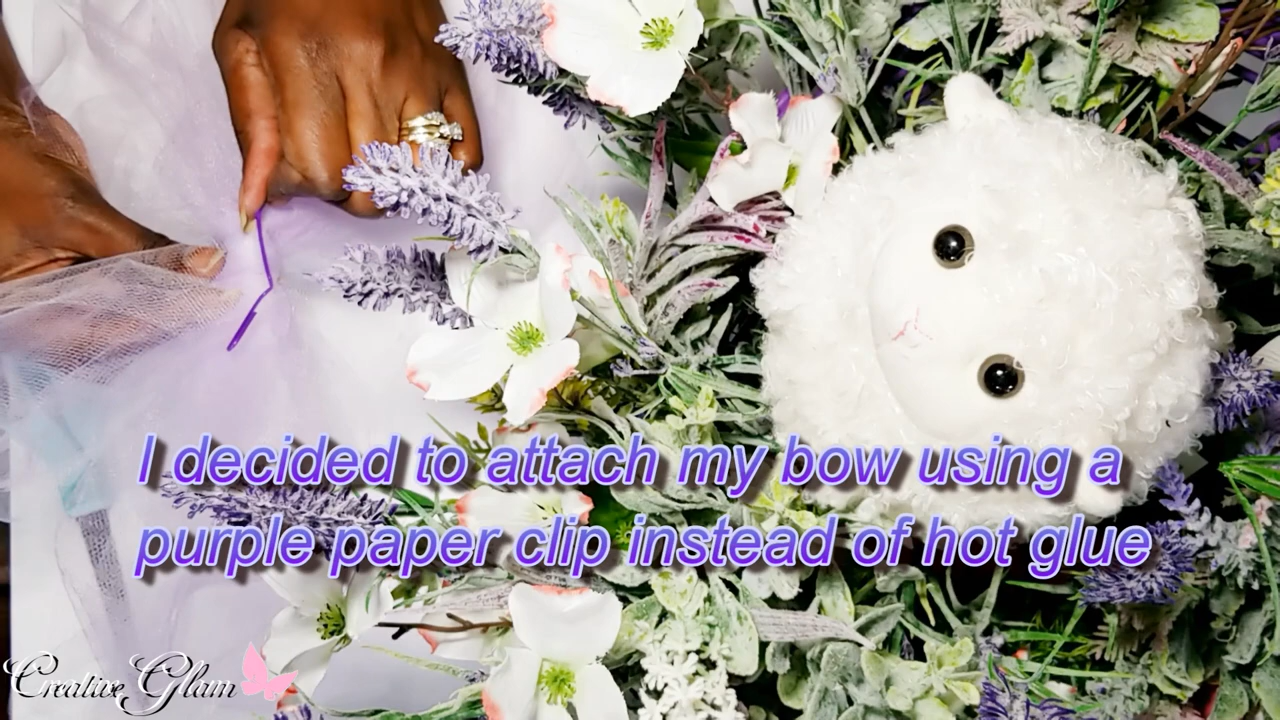 I decided to attach my bow using a
purple paper clip instead of hot glue
Creative Glam